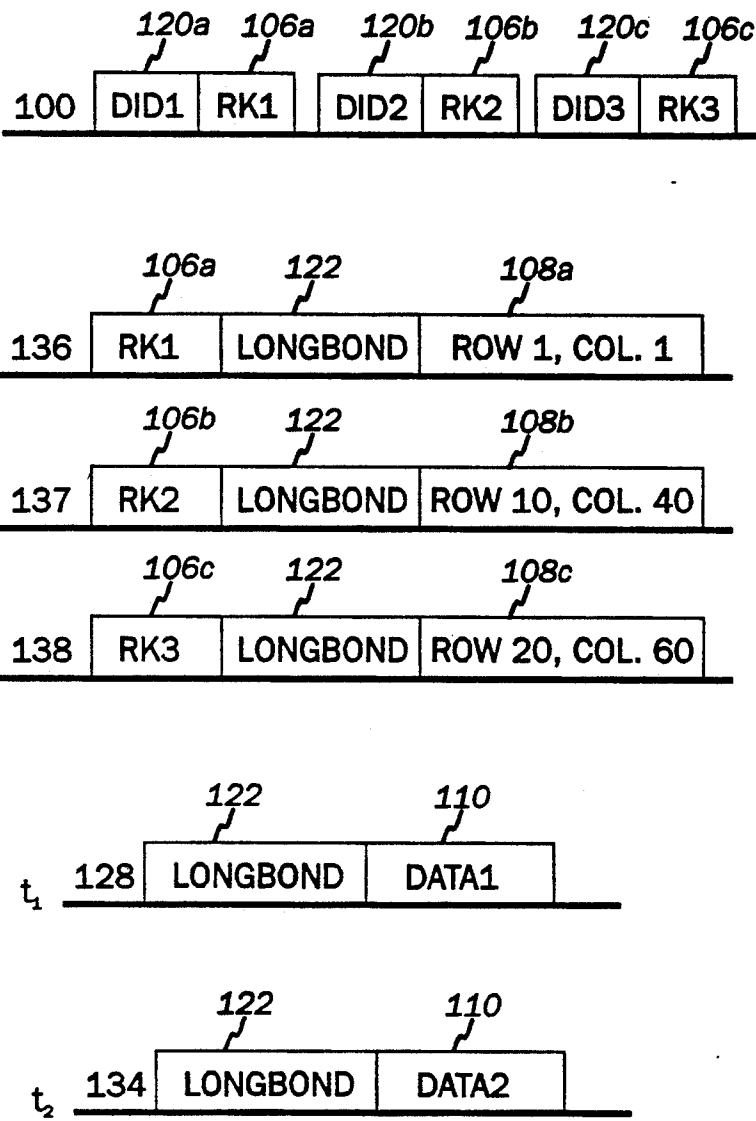 120a 106a 120b 106b 120c 106c
100 DID1 RK1 DID2 RK2 DID3 RK3
106a 122 108a
136 RK1 LONGBOND ROW 1, COL. 1
106b 122 108b
137 RK2 LONGBOND ROW 10, COL. 40
106c 122 108c
138 RK3 LONGBOND ROW 20, COL. 60
122 110
t₁ 128 LONGBOND DATA1
122 110
t₂ 134 LONGBOND DATA2